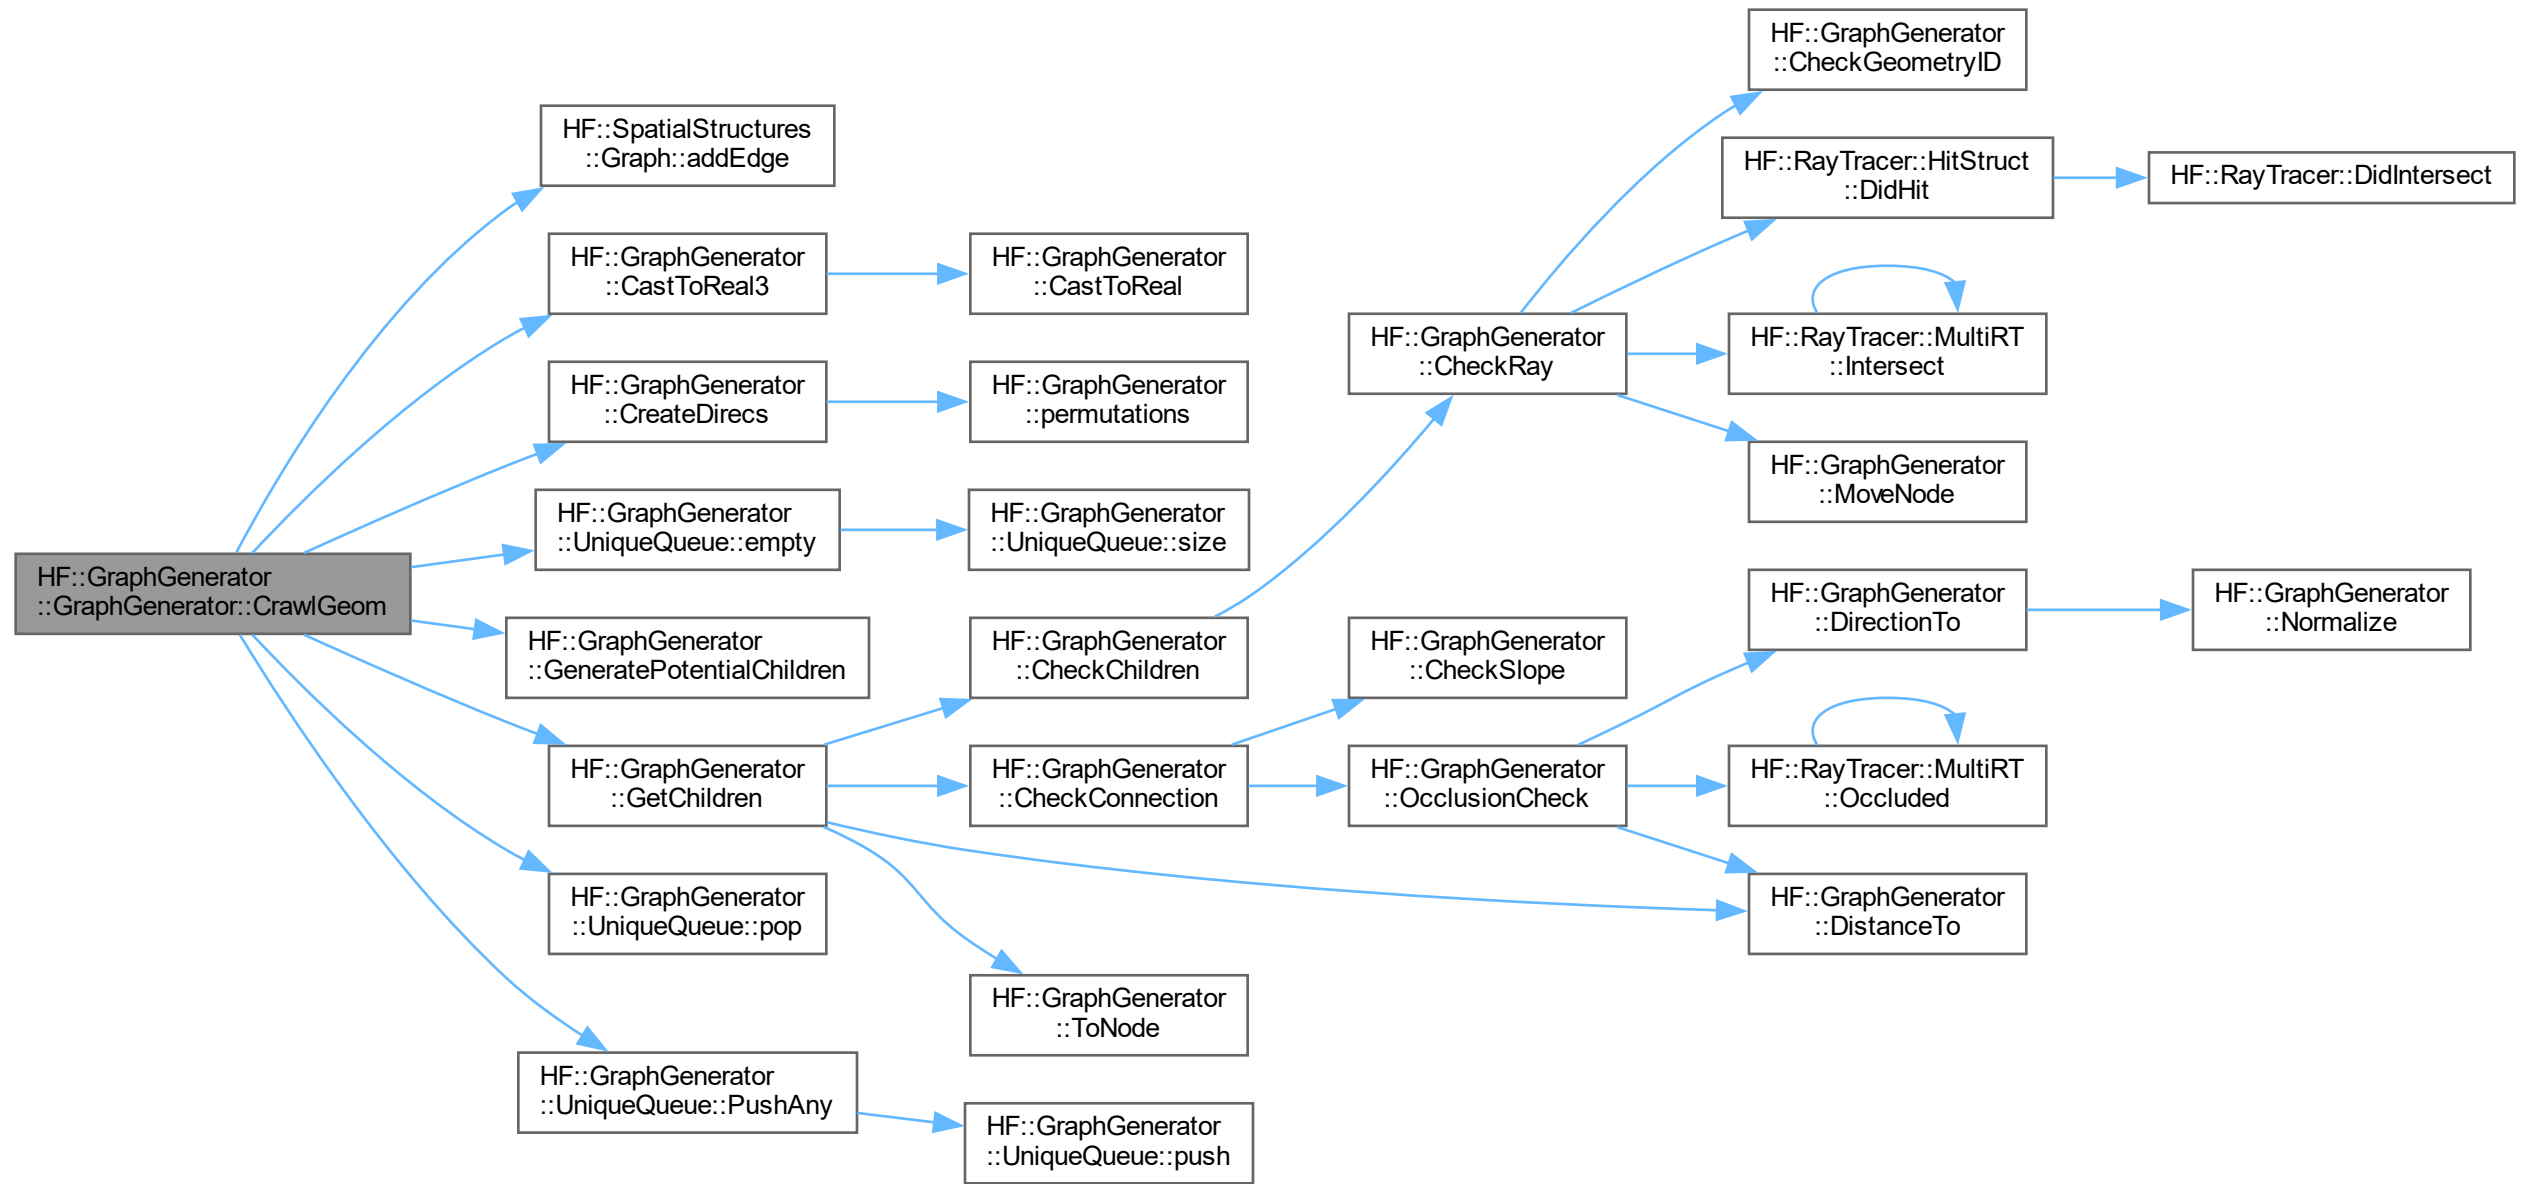 HF::GraphGenerator
::GraphGenerator::CrawlGeom
HF::SpatialStructures
::Graph::addEdge
HF::GraphGenerator
::CastToReal3
HF::GraphGenerator
::CastToReal
HF::GraphGenerator
::CreateDirecs
HF::GraphGenerator
::permutations
HF::GraphGenerator
::UniqueQueue::empty
HF::GraphGenerator
::UniqueQueue::size
HF::GraphGenerator
::GeneratePotentialChildren
HF::GraphGenerator
::GetChildren
HF::GraphGenerator
::CheckChildren
HF::GraphGenerator
::CheckRay
HF::GraphGenerator
::CheckGeometryID
HF::RayTracer::HitStruct
::DidHit
HF::RayTracer::DidIntersect
HF::RayTracer::MultiRT
::Intersect
HF::GraphGenerator
::MoveNode
HF::GraphGenerator
::CheckConnection
HF::GraphGenerator
::CheckSlope
HF::GraphGenerator
::OcclusionCheck
HF::GraphGenerator
::DirectionTo
HF::GraphGenerator
::Normalize
HF::RayTracer::MultiRT
::Occluded
HF::GraphGenerator
::DistanceTo
HF::GraphGenerator
::ToNode
HF::GraphGenerator
::UniqueQueue::pop
HF::GraphGenerator
::UniqueQueue::PushAny
HF::GraphGenerator
::UniqueQueue::push